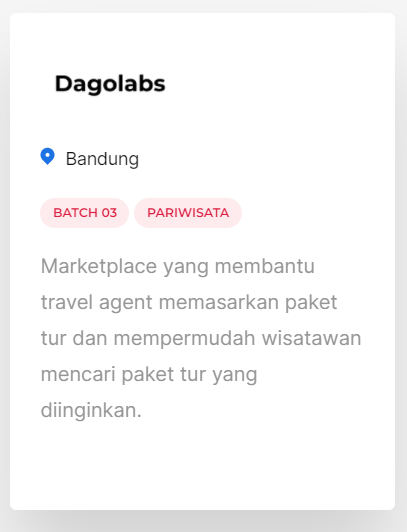 Dagolabs
Bandung
BATCH 03 PARIWISATA
Marketplace yang membantu
travel agent memasarkan paket
tur dan mempermudah wisatawan
mencari paket tur yang
diinginkan.